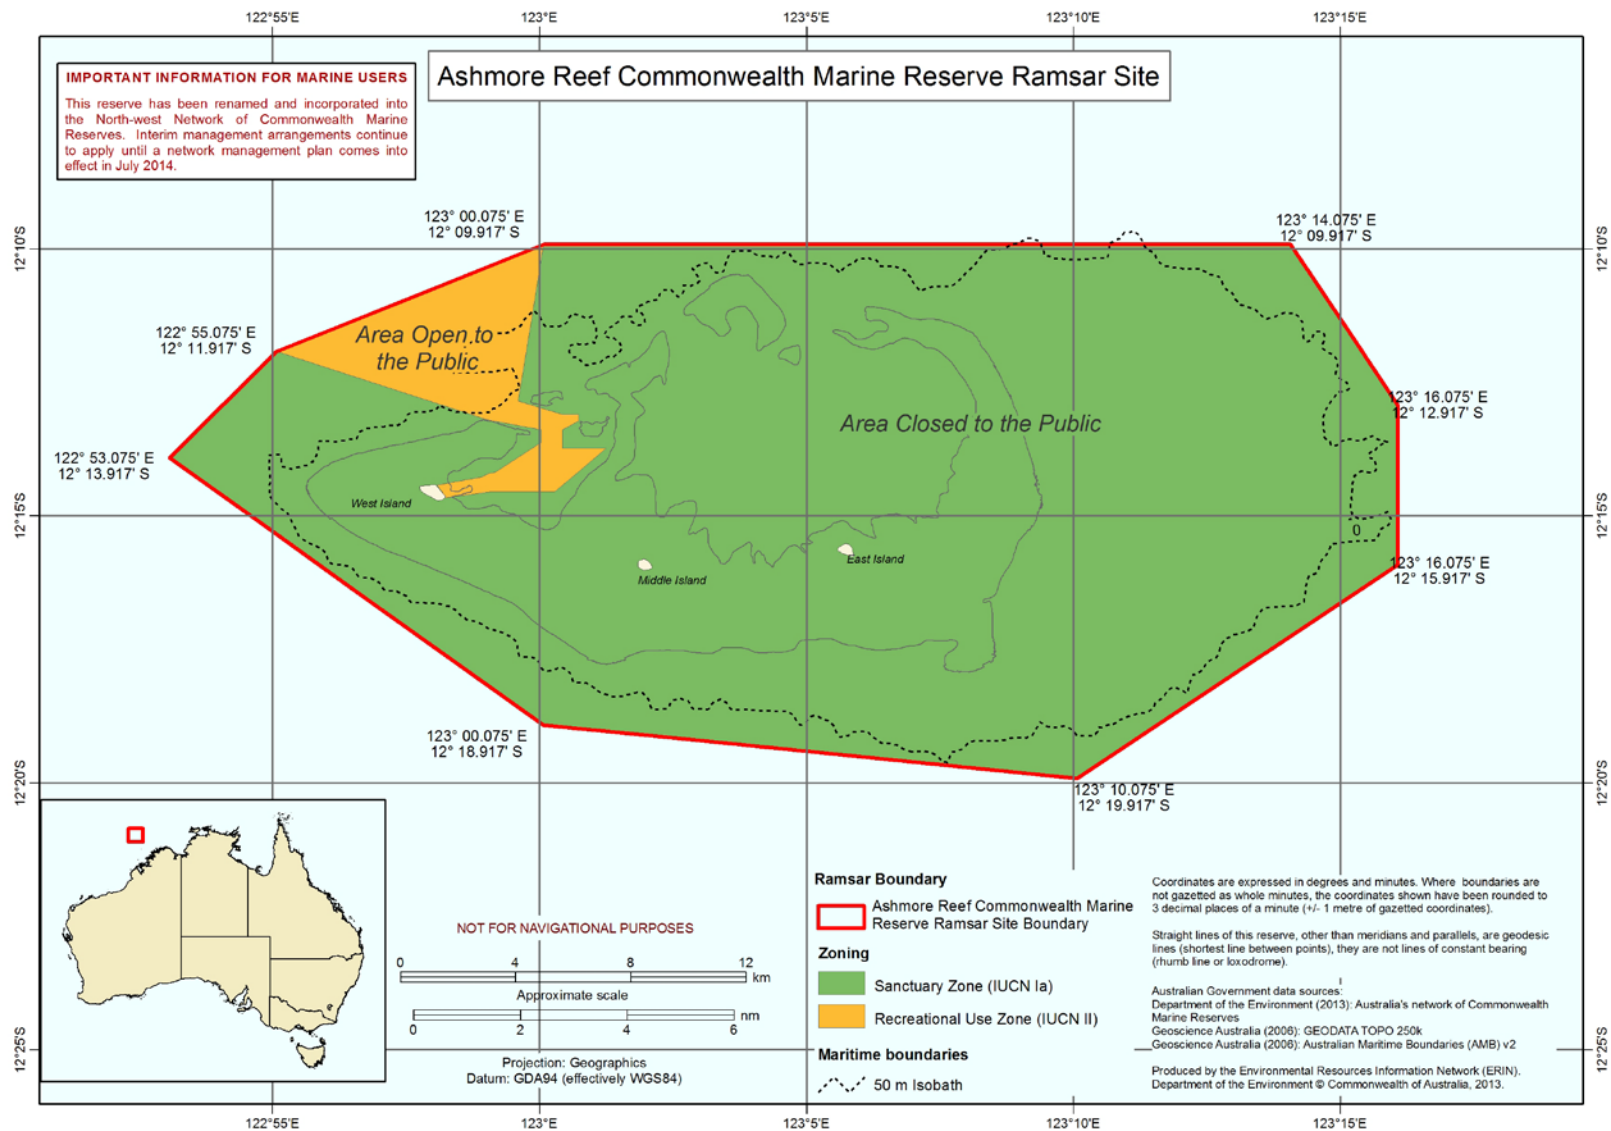 122°55'E 123°E 123°5'E 123°10'E 123°15'E
Ashmore Reef Commonwealth Marine Reserve Ramsar Site
IMPORTANT INFORMATION FOR MARINE USERS
This reserve has been renamed and incorporated into
the North-west Network of Commonwealth Marine
Reserves. Interim management arrangements continue
to apply until a network management plan comes into
effect in July 2014.
123° 00.075' E
12° 09.917' S
123° 14.075' E
12° 09.917' S
12°10'S 12°10'S
122° 55.075' E
12° 11.917' S
Area Open to
the Public
123° 16.075' E
12° 12.917' S
Area Closed to the Public
122° 53.075' E
12° 13.917' S
West Island
12°15'S 12°15'S
0
East Island
Middle Island
123° 16.075' E
12° 15.917' S
123° 00.075' E
12° 18.917' S
12°20'S 12°20'S
123° 10.075' E
12° 19.917' S
NOT FOR NAVIGATIONAL PURPOSES
0 4 8 12
km
Approximate scale
nm
0 2 4 6
Projection: Geographics
Datum: GDA94 (effectively WGS84)
Ramsar Boundary
Ashmore Reef Commonwealth Marine
Reserve Ramsar Site Boundary
Zoning
Sanctuary Zone (IUCN Ia)
Recreational Use Zone (IUCN II)
Maritime boundaries
50 m Isobath
Coordinates are expressed in degrees and minutes. Where boundaries are
not gazetted as whole minutes, the coordinates shown have been rounded to
3 decimal places of a minute (+/- 1 metre of gazetted coordinates).
Straight lines of this reserve, other than meridians and parallels, are geodesic
lines (shortest line between points), they are not lines of constant bearing
(rhumb line or loxodrome).
Australian Government data sources:
Department of the Environment (2013): Australia's network of Commonwealth
Marine Reserves
Geoscience Australia (2006): GEODATA TOPO 250k
Geoscience Australia (2006): Australian Maritime Boundaries (AMB) v2
Produced by the Environmental Resources Information Network (ERIN).
Department of the Environment © Commonwealth of Australia, 2013.
12°25'S 12°25'S
122°55'E 123°E 123°5'E 123°10'E 123°15'E